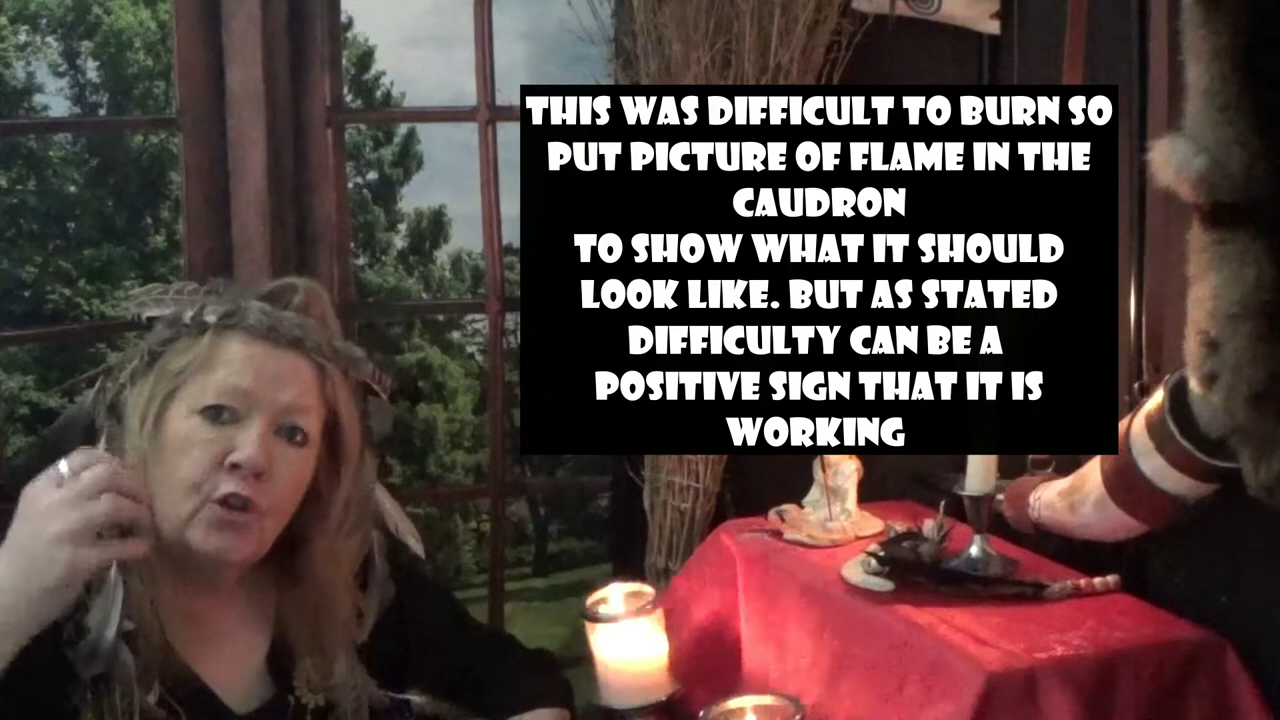 THIS WAS DIFFICULT TO BURN SO
PUT PICTURE OF FLAME IN THE
CAUDRON
TO SHOW WHAT IT SHOULD
LOOK LIKE. BUT AS STATED
DIFFICULTY CAN BE A
POSITIVE SIGN THAT IT IS
WORKING